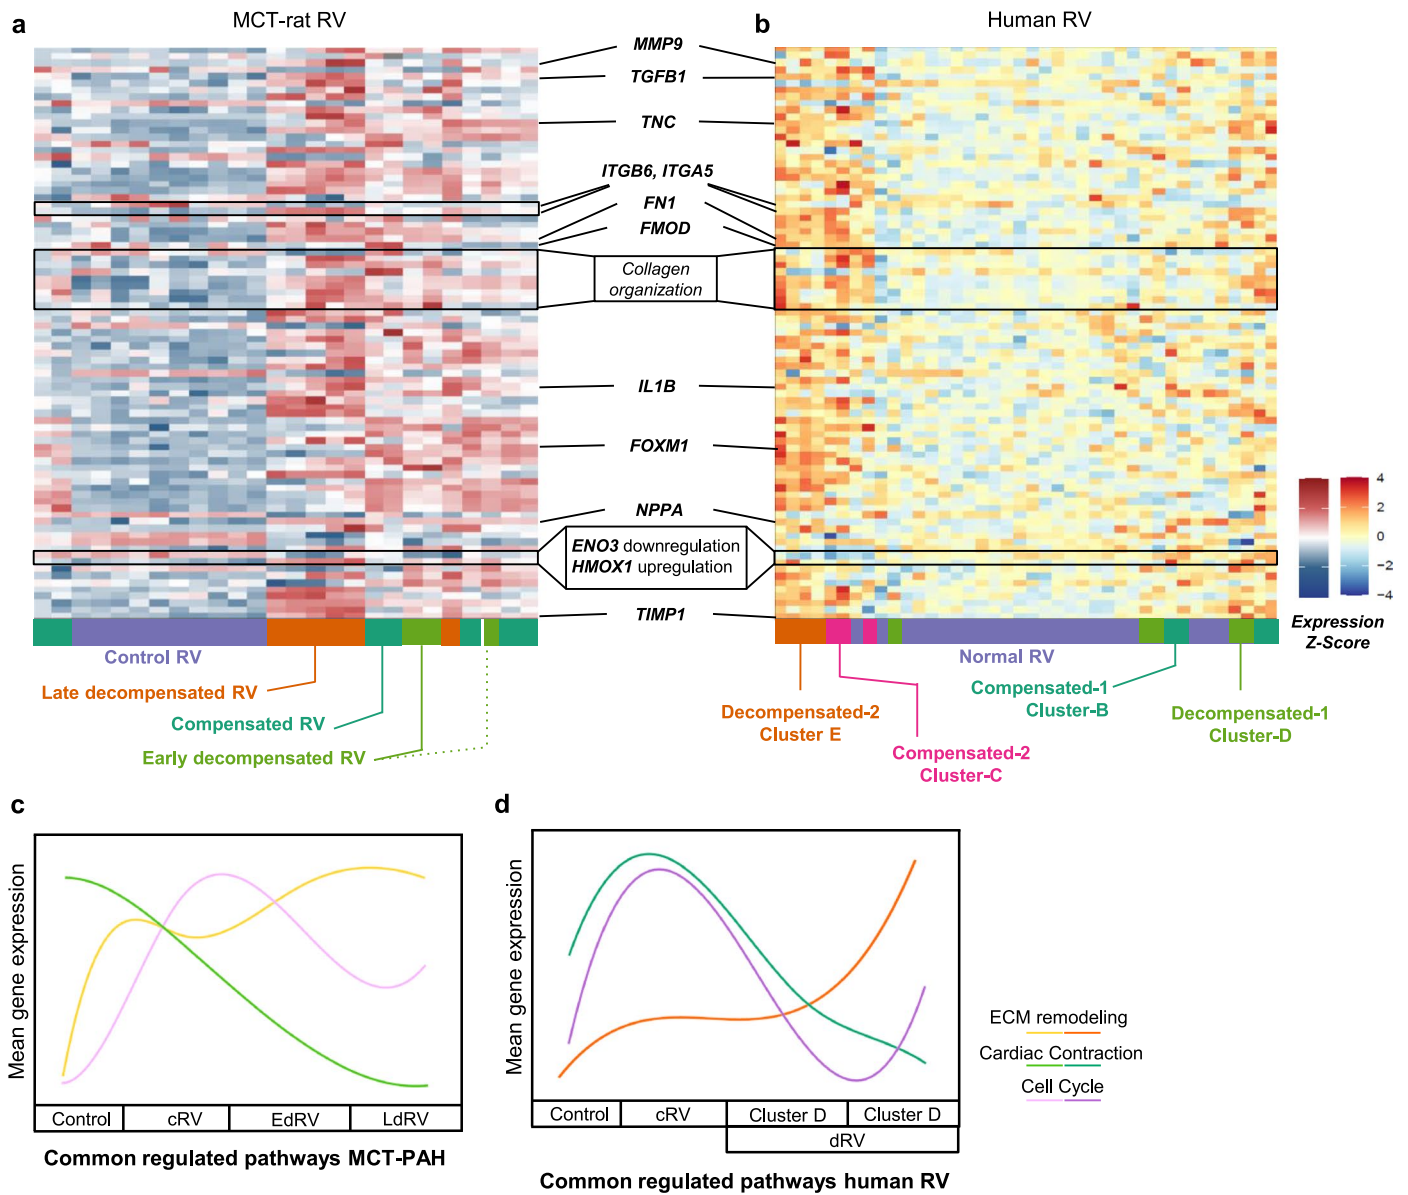 a
MCT-rat RV
b
Human RV
MMP9
TGFB1
TNC
ITGB6, ITGA5
FN1
FMOD
Collagen
organization
IL1B
FOXM1
NPPA
ENO3 downregulation
HMOX1 upregulation
TIMP1
4
2
0
−2
−4
Expression
Z-Score
Control RV
Late decompensated RV
Compensated RV
Early decompensated RV
Normal RV
Compensated-1
Cluster-B
Decompensated-2
Cluster E
Decompensated-1
Cluster-D
Compensated-2
Cluster-C
c
Mean gene expression
Control
cRV
EdRV
LdRV
Common regulated pathways MCT-PAH
d
Mean gene expression
Control
cRV
Cluster D
Cluster D
dRV
Common regulated pathways human RV
ECM remodeling
Cardiac Contraction
Cell Cycle